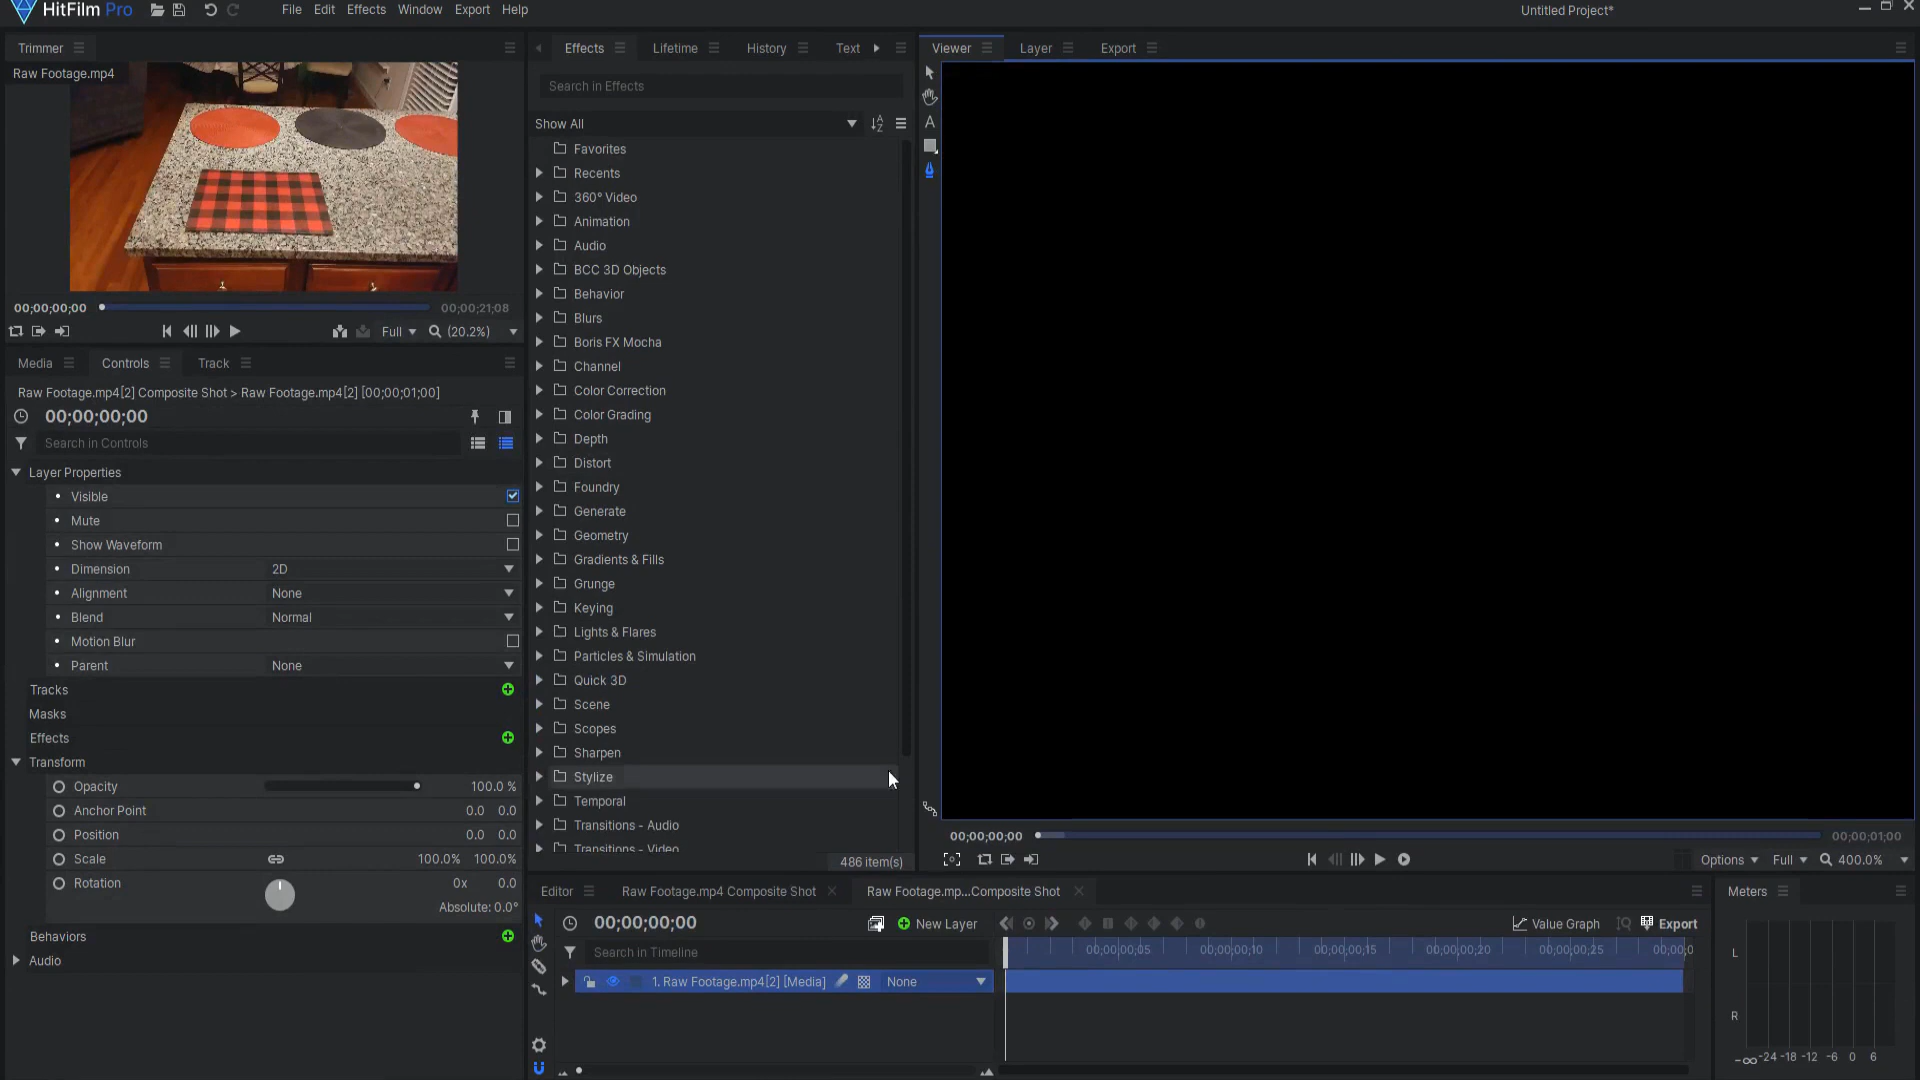 HitFilm Pro
File Edit Effects Window Export Help
Untitled Project*
Trimmer
Raw Footage.mp4
00;00;00;00
00;00;21;08
Full
(20.2%)
Media
Controls
Track
Raw Footage.mp4[2] Composite Shot > Raw Footage.mp4[2] [00;00;01;00]
00;00;00;00
Search in Controls
Layer Properties
Visible
Mute
Show Waveform
Dimension 2D
Alignment None
Blend Normal
Motion Blur
Parent None
Tracks
Masks
Effects
Transform
Opacity 100.0 %
Anchor Point 0.0 0.0
Position 0.0 0.0
Scale 100.0% 100.0%
Rotation 0x 0.0
Absolute: 0.0°
Behaviors
Audio
Effects
Lifetime
History
Text
Search in Effects
Show All
Favorites
Recents
360° Video
Animation
Audio
BCC 3D Objects
Behavior
Blurs
Boris FX Mocha
Channel
Color Correction
Color Grading
Depth
Distort
Foundry
Generate
Geometry
Gradients & Fills
Grunge
Keying
Lights & Flares
Particles & Simulation
Quick 3D
Scene
Scopes
Sharpen
Stylize
Temporal
Transitions - Audio
Transitions - Video
486 item(s)
Viewer
Layer
Export
A
00;00;00;00
00;00;01;00
Options
Full
400.0%
Editor
Raw Footage.mp4 Composite Shot
Raw Footage.mp...Composite Shot
00;00;00;00
New Layer
Value Graph
Export
Search in Timeline
00;00;00;05
00;00;00;10
00;00;00;15
00;00;00;20
00;00;00;25
00;00;0
1. Raw Footage.mp4[2] [Media]
None
Meters
L
R
-∞ -24 -18 -12 -6 0 6